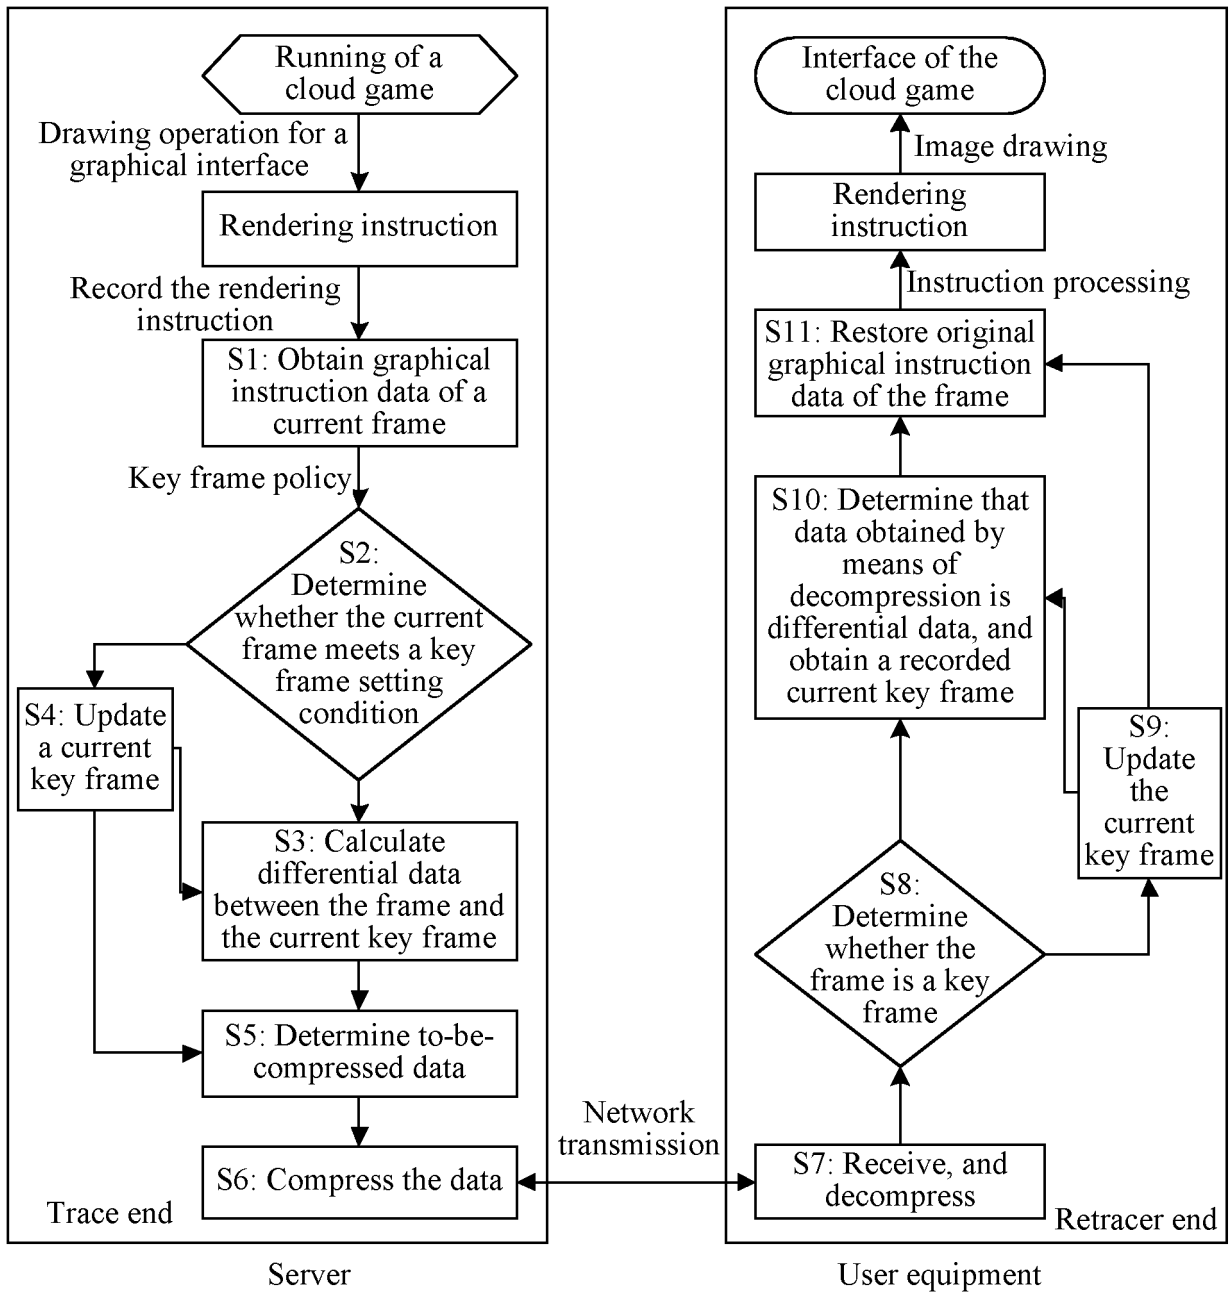 Running of a
cloud game
Drawing operation for a
graphical interface
Rendering instruction
Record the rendering
instruction
S1: Obtain graphical
instruction data of a
current frame
Key frame policy
S2:
Determine
whether the current
frame meets a key
frame setting
condition
S4: Update
a current
key frame
S3: Calculate
differential data
between the frame and
the current key frame
S5: Determine to-be-
compressed data
S6: Compress the data
Trace end
Server
Network
transmission
Interface of the
cloud game
Image drawing
Rendering
instruction
Instruction processing
S11: Restore original
graphical instruction
data of the frame
S10: Determine that
data obtained by
means of
decompression is
differential data, and
obtain a recorded
current key frame
S9:
Update
the
current
key frame
S8:
Determine
whether the
frame is a key
frame
S7: Receive, and
decompress
Retracer end
User equipment